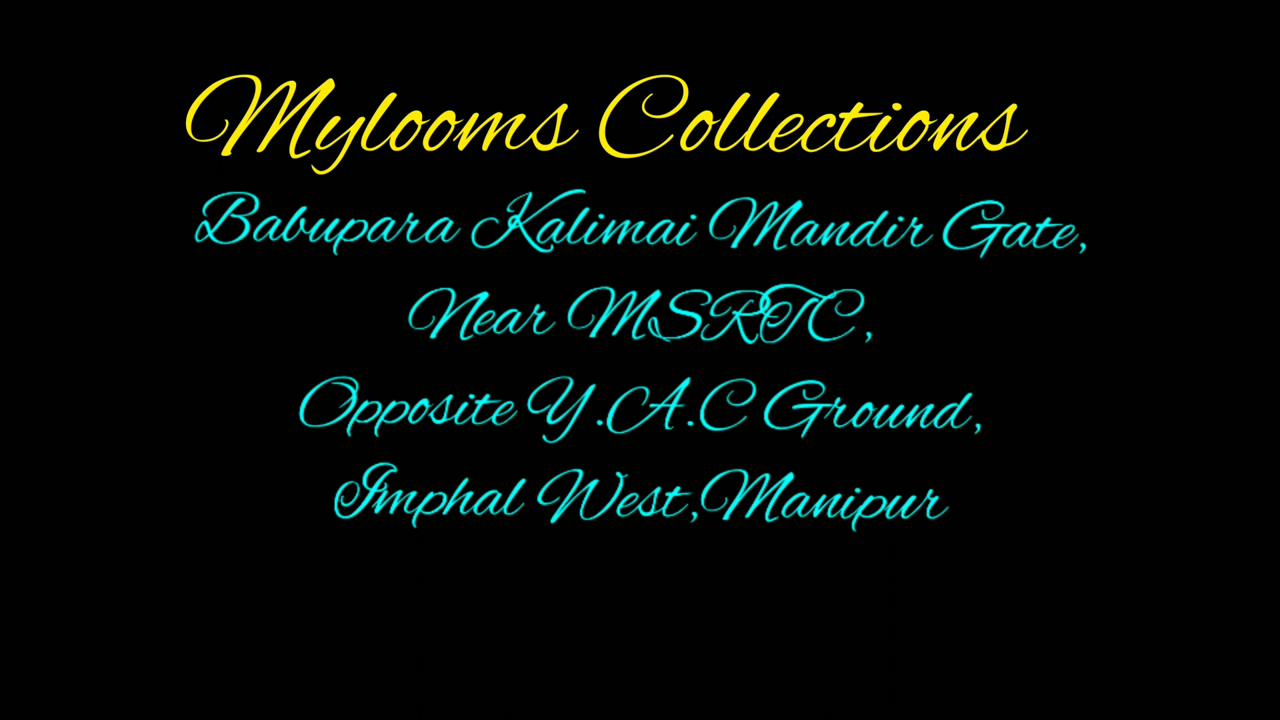 Mylooms Collections
Babupara Kalimai Mandir Gate,
Near MSRTC,
Opposite Y.A.C Ground,
Imphal West,Manipur